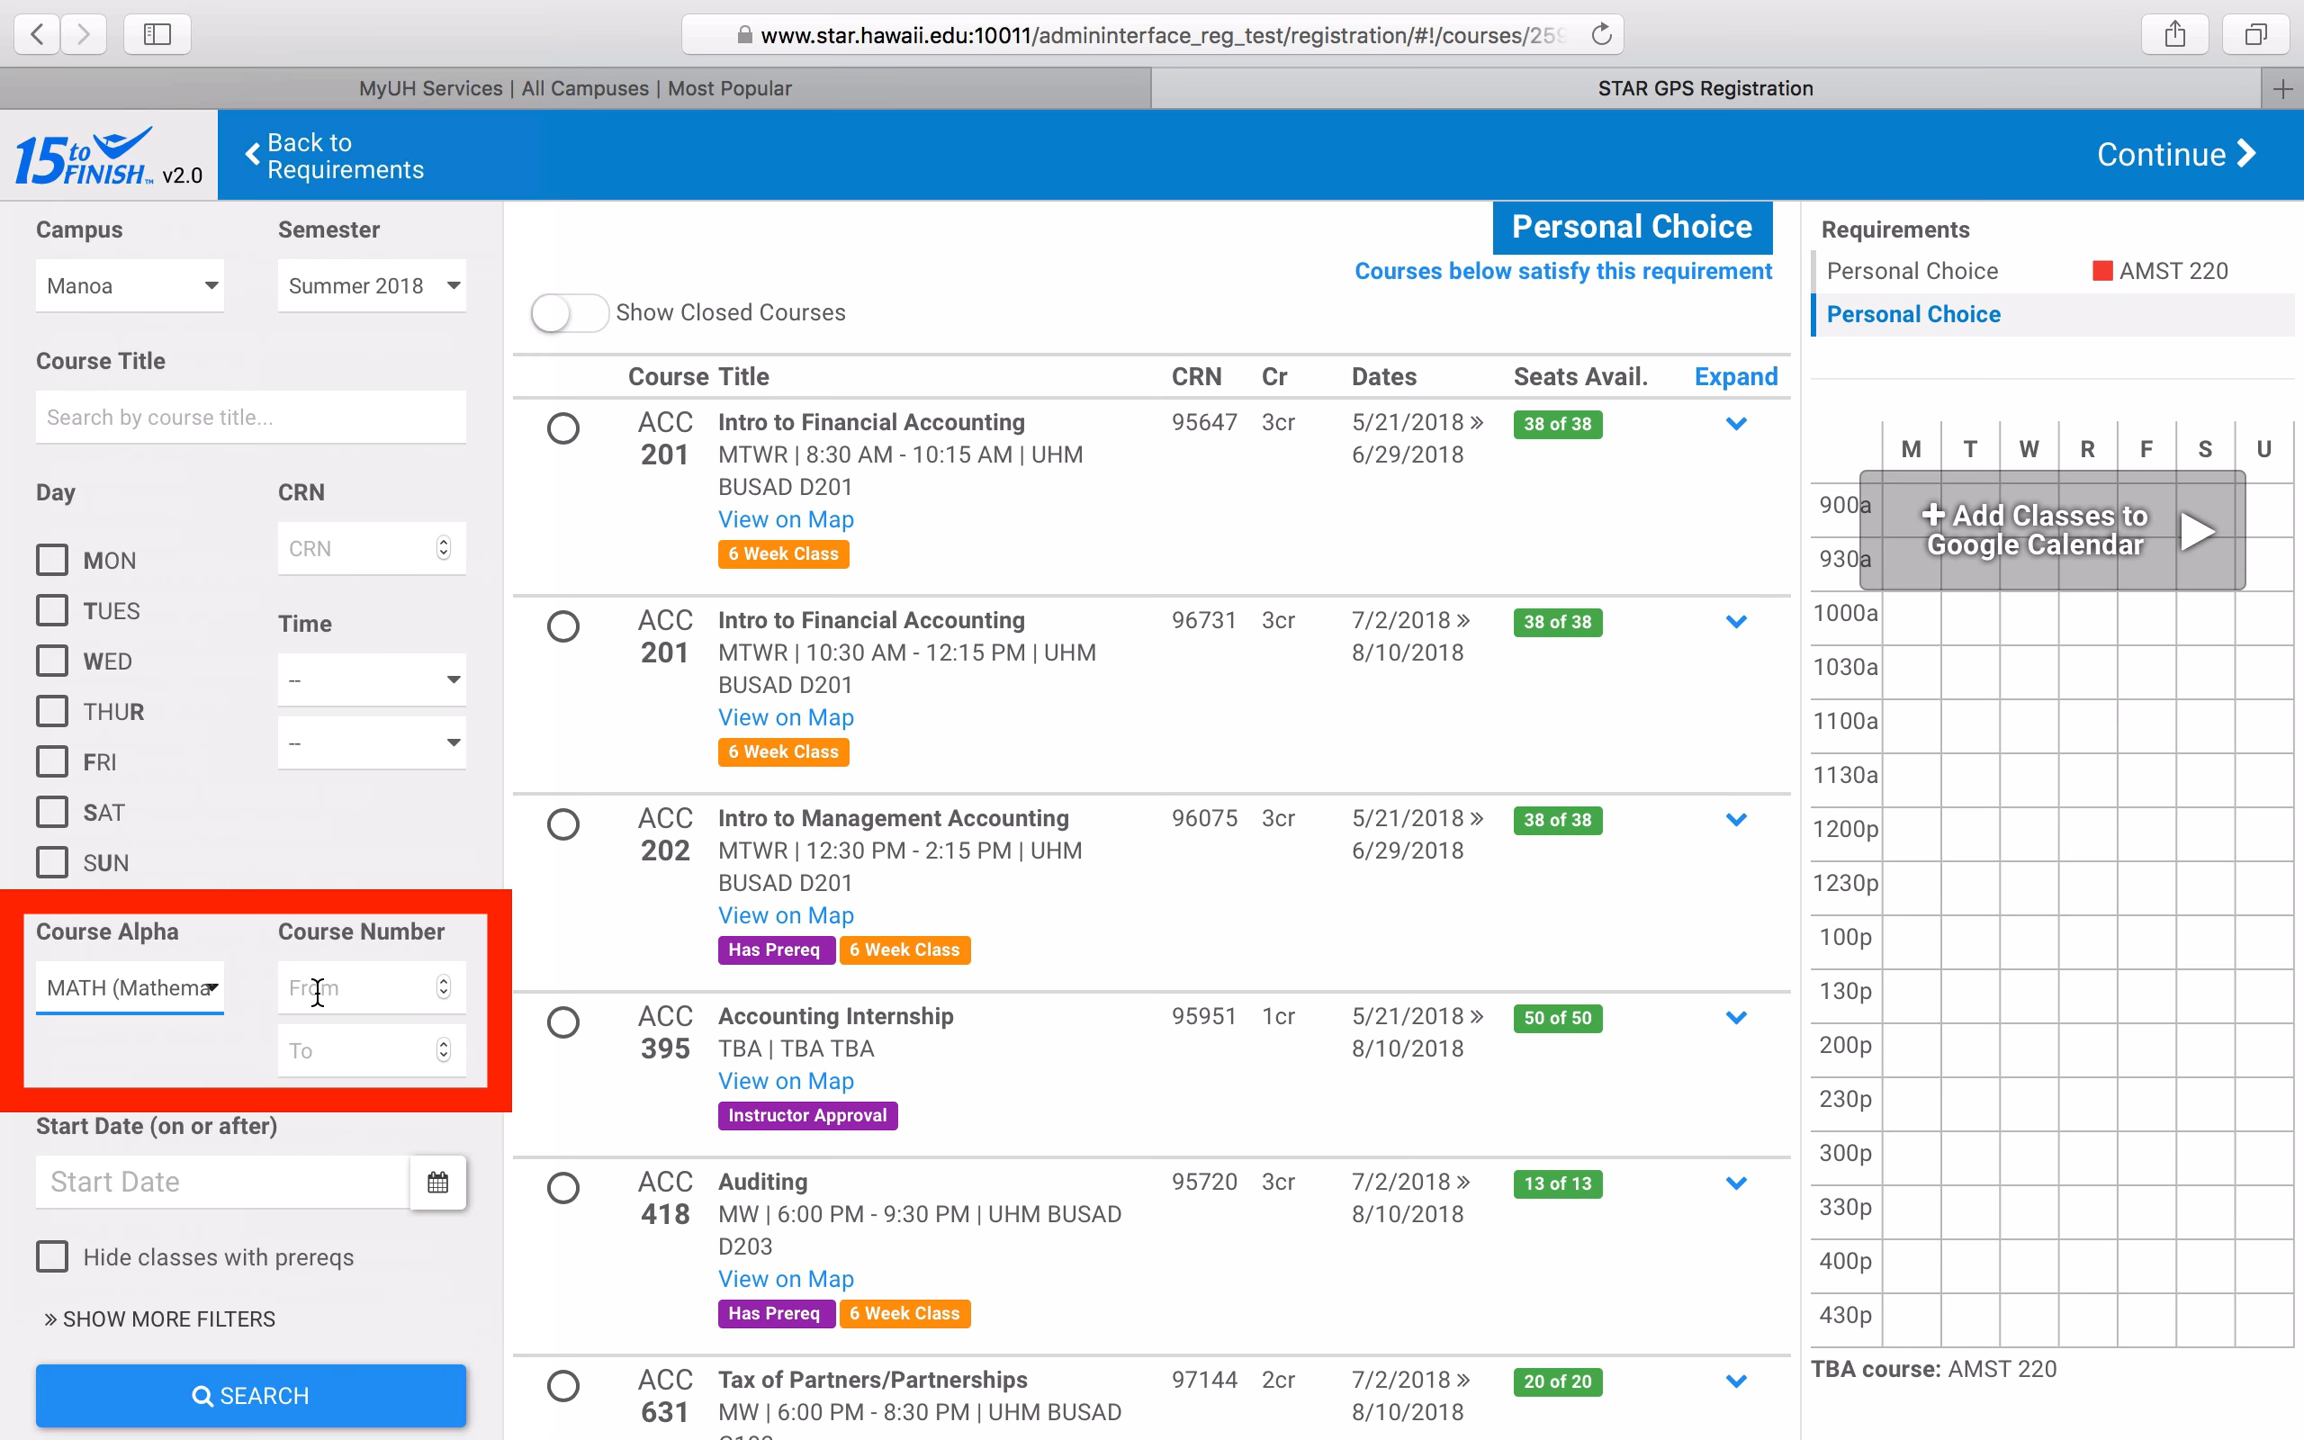 www.star.hawaii.edu:10011/admininterface_reg_test/registration/#!/courses/259
MyUH Services | All Campuses | Most Popular
STAR GPS Registration
15 to FINISH™ v2.0
Back to
Requirements
Continue
Campus
Semester
Manoa
Summer 2018
Course Title
Search by course title...
Day
CRN
CRN
MON
TUES
WED
THUR
FRI
SAT
SUN
Time
--
--
Course Alpha
Course Number
MATH (Mathema
From
To
Start Date (on or after)
Start Date
Hide classes with prereqs
» SHOW MORE FILTERS
SEARCH
Personal Choice
Courses below satisfy this requirement
Show Closed Courses
Course Title CRN Cr Dates Seats Avail. Expand
ACC 201 Intro to Financial Accounting 95647 3cr 5/21/2018 » 38 of 38
MTWR | 8:30 AM - 10:15 AM | UHM 6/29/2018
BUSAD D201
View on Map
6 Week Class
ACC 201 Intro to Financial Accounting 96731 3cr 7/2/2018 » 38 of 38
MTWR | 10:30 AM - 12:15 PM | UHM 8/10/2018
BUSAD D201
View on Map
6 Week Class
ACC 202 Intro to Management Accounting 96075 3cr 5/21/2018 » 38 of 38
MTWR | 12:30 PM - 2:15 PM | UHM 6/29/2018
BUSAD D201
View on Map
Has Prereq 6 Week Class
ACC 395 Accounting Internship 95951 1cr 5/21/2018 » 50 of 50
TBA | TBA TBA 8/10/2018
View on Map
Instructor Approval
ACC 418 Auditing 95720 3cr 7/2/2018 » 13 of 13
MW | 6:00 PM - 9:30 PM | UHM BUSAD 8/10/2018
D203
View on Map
Has Prereq 6 Week Class
ACC 631 Tax of Partners/Partnerships 97144 2cr 7/2/2018 » 20 of 20
MW | 6:00 PM - 8:30 PM | UHM BUSAD 8/10/2018
Requirements
Personal Choice AMST 220
Personal Choice
M T W R F S U
+ Add Classes to
Google Calendar
900a
930a
1000a
1030a
1100a
1130a
1200p
1230p
100p
130p
200p
230p
300p
330p
400p
430p
TBA course: AMST 220